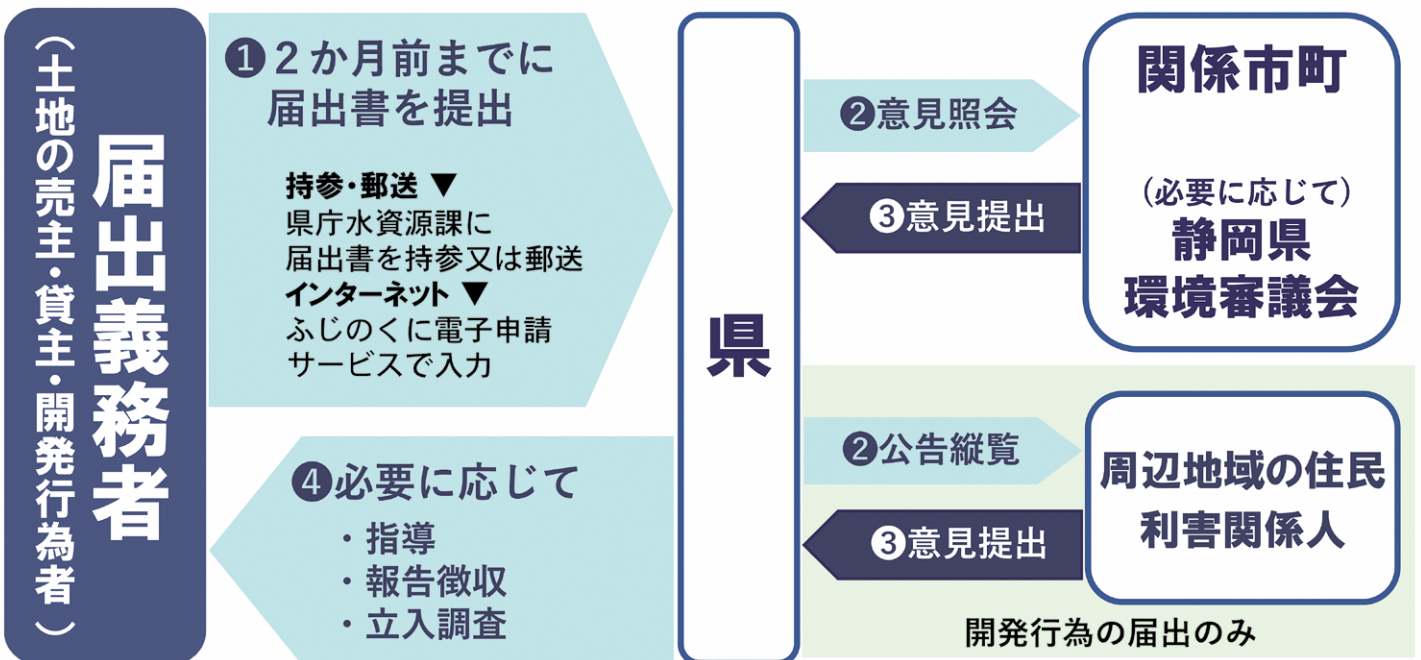 届出義務者
（土地の売主・貸主・開発行為者）
❶２か月前までに
届出書を提出
持参・郵送 ▼
県庁水資源課に
届出書を持参又は郵送
インターネット ▼
ふじのくに電子申請
サービスで入力
❹必要に応じて
・指導
・報告徴収
・立入調査
県
❷意見照会
❸意見提出
関係市町
（必要に応じて）
静岡県
環境審議会
❷公告縦覧
❸意見提出
周辺地域の住民
利害関係人
開発行為の届出のみ